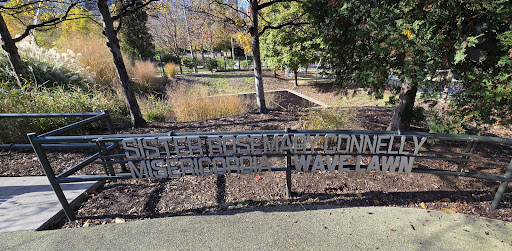 SISTER ROSEMARY CONNELLY
MISERICORDIA WAVE LAWN